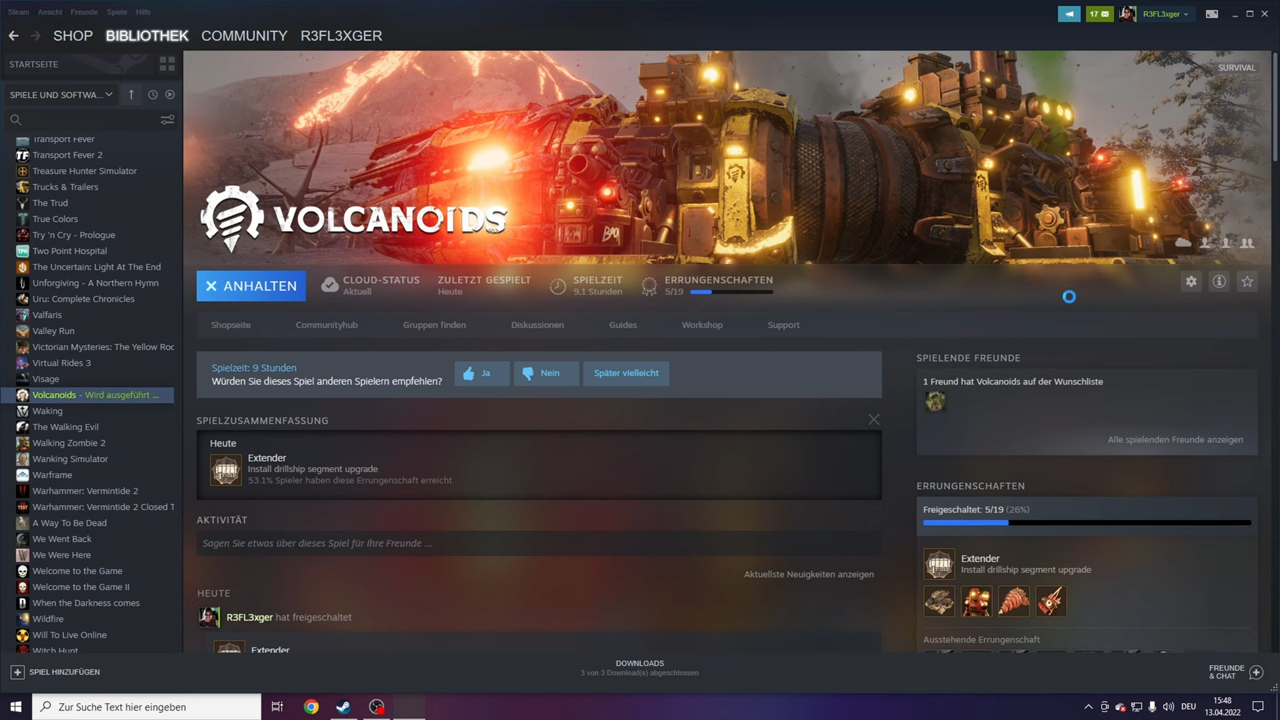 Steam Ansicht Freunde Spiele Hilfe
17
R3FL3xger
SHOP BIBLIOTHEK COMMUNITY R3FL3XGER
STARTSEITE
SPIELE UND SOFTWA...
Transport Fever
Transport Fever 2
Treasure Hunter Simulator
Trucks & Trailers
The Trud
True Colors
Try 'n Cry - Prologue
Two Point Hospital
The Uncertain: Light At The End
Unforgiving - A Northern Hymn
Uru: Complete Chronicles
Valfaris
Valley Run
Victorian Mysteries: The Yellow Roc
Virtual Rides 3
Visage
Volcanoids - Wird ausgeführt ...
Waking
The Walking Evil
Walking Zombie 2
Wanking Simulator
Warframe
Warhammer: Vermintide 2
Warhammer: Vermintide 2 Closed T
A Way To Be Dead
We Went Back
We Were Here
Welcome to the Game
Welcome to the Game II
When the Darkness comes
Wildfire
Will To Live Online
Witch Hunt
SPIEL HINZUFÜGEN
SURVIVAL
VOLCANOIDS
ANHALTEN
CLOUD-STATUS
Aktuell
ZULETZT GESPIELT
Heute
SPIELZEIT
9,1 Stunden
ERRUNGENSCHAFTEN
5/19
Shopseite Communityhub Gruppen finden Diskussionen Guides Workshop Support
Spielzeit: 9 Stunden
Würden Sie dieses Spiel anderen Spielern empfehlen?
Ja Nein Später vielleicht
SPIELZUSAMMENFASSUNG
Heute
Extender
Install drillship segment upgrade
53.1% Spieler haben diese Errungenschaft erreicht
AKTIVITÄT
Sagen Sie etwas über dieses Spiel für Ihre Freunde ...
Aktuellste Neuigkeiten anzeigen
HEUTE
R3FL3xger hat freigeschaltet
Extender
SPIELENDE FREUNDE
1 Freund hat Volcanoids auf der Wunschliste
Alle spielenden Freunde anzeigen
ERRUNGENSCHAFTEN
Freigeschaltet: 5/19 (26%)
Extender
Install drillship segment upgrade
Ausstehende Errungenschaft
DOWNLOADS
3 von 3 Download(s) abgeschlossen
FREUNDE
& CHAT
Zur Suche Text hier eingeben
DEU
15:48
13.04.2022